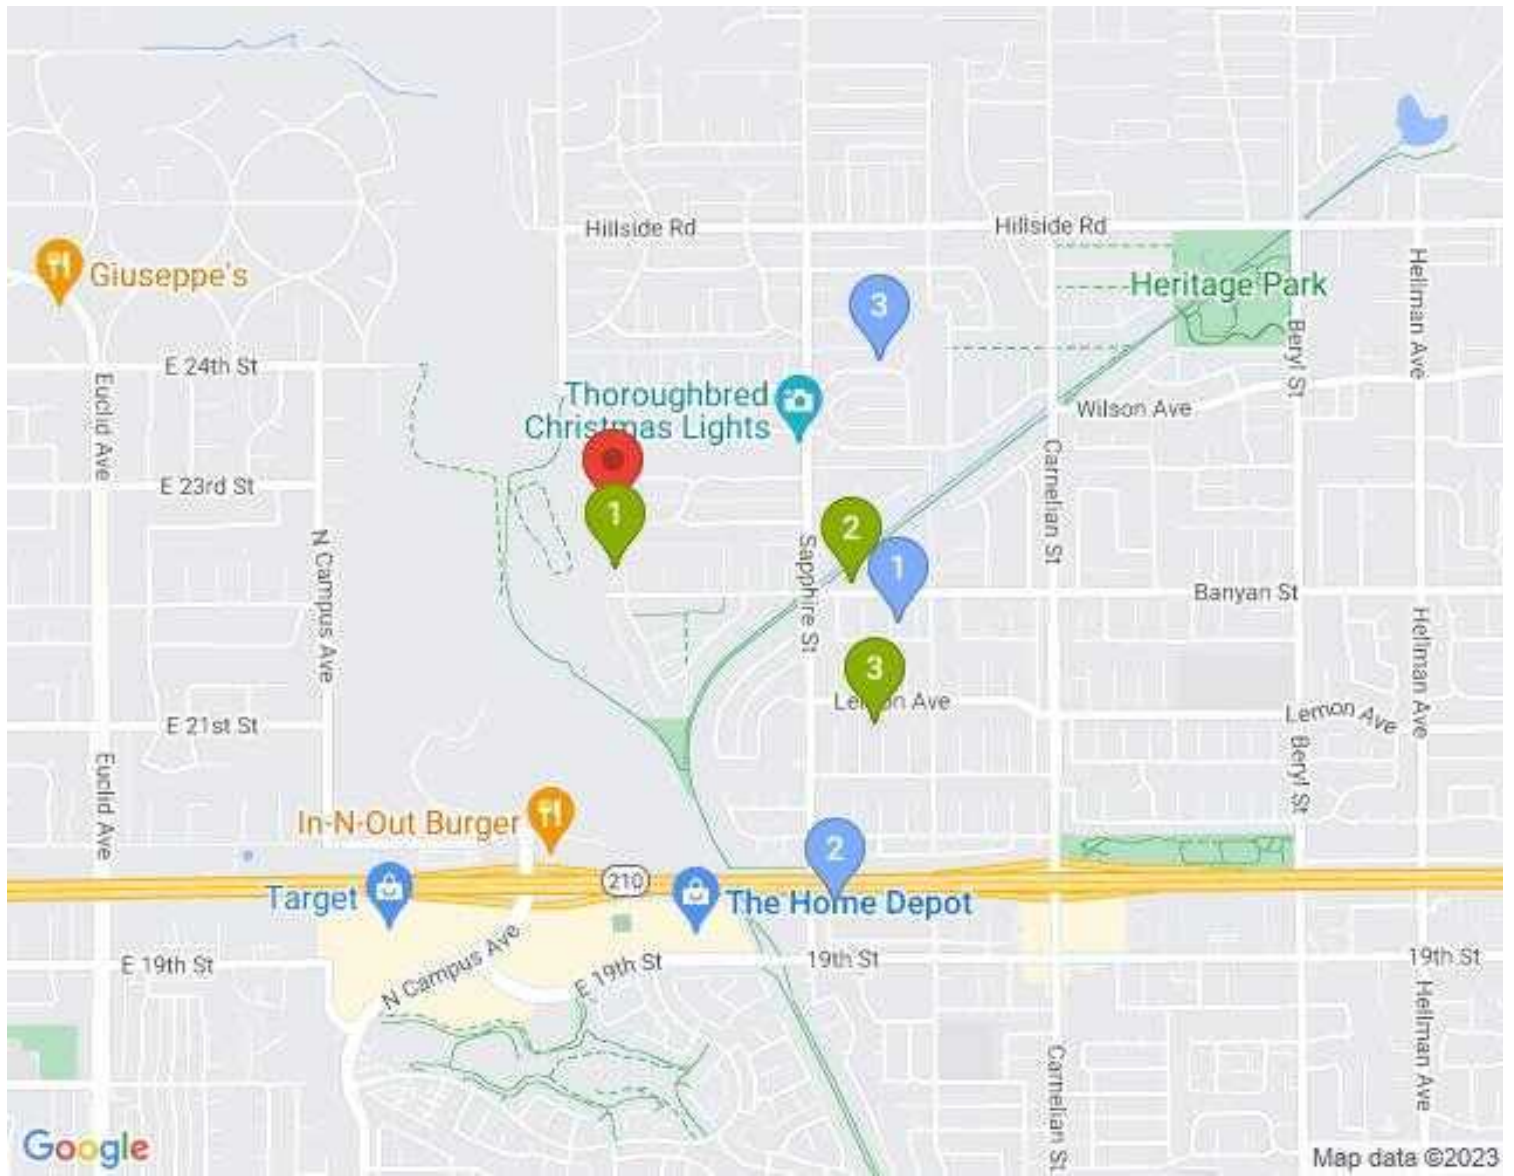 Hillside Rd
Hillside Rd
Giuseppe's
Heritage Park
Hellman Ave
3
Beryl St
E 24th St
Euclid Ave
Thoroughbred
Christmas Lights
Wilson Ave
Carnelian St
E 23rd St
1
2
N Campus Ave
Sapphire St
1
Banyan St
Hellman Ave
3
Lemon Ave
E 21st St
Lemon Ave
Beryl St
Euclid Ave
In-N-Out Burger
2
210
Target
The Home Depot
N Campus Ave
E 19th St
E 19th St
19th St
19th St
Hellman Ave
Carnelian St
Google
Map data ©2023